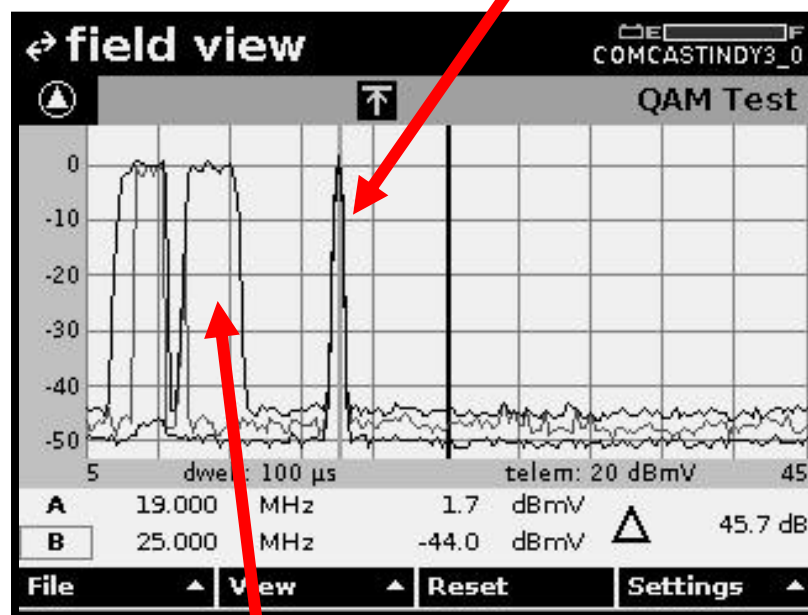 field view
E F
COMCASTINDY3_0
QAM Test
0
-10
-20
-30
-40
-50
5 dwell: 100 µs telem: 20 dBmV 45
A 19.000 MHz 1.7 dBmV
B 25.000 MHz -44.0 dBmV Δ 45.7 dB
File View Reset Settings